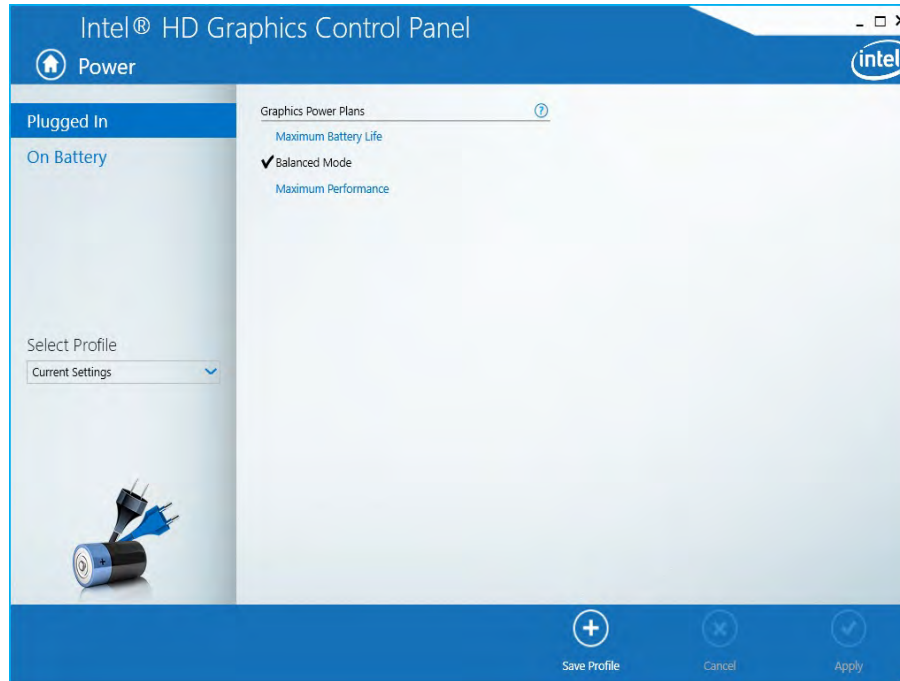 Intel® HD Graphics Control Panel
Power
intel
Plugged In
On Battery
Graphics Power Plans
?
Maximum Battery Life
Balanced Mode
Maximum Performance
Select Profile
Current Settings
Save Profile
Cancel
Apply